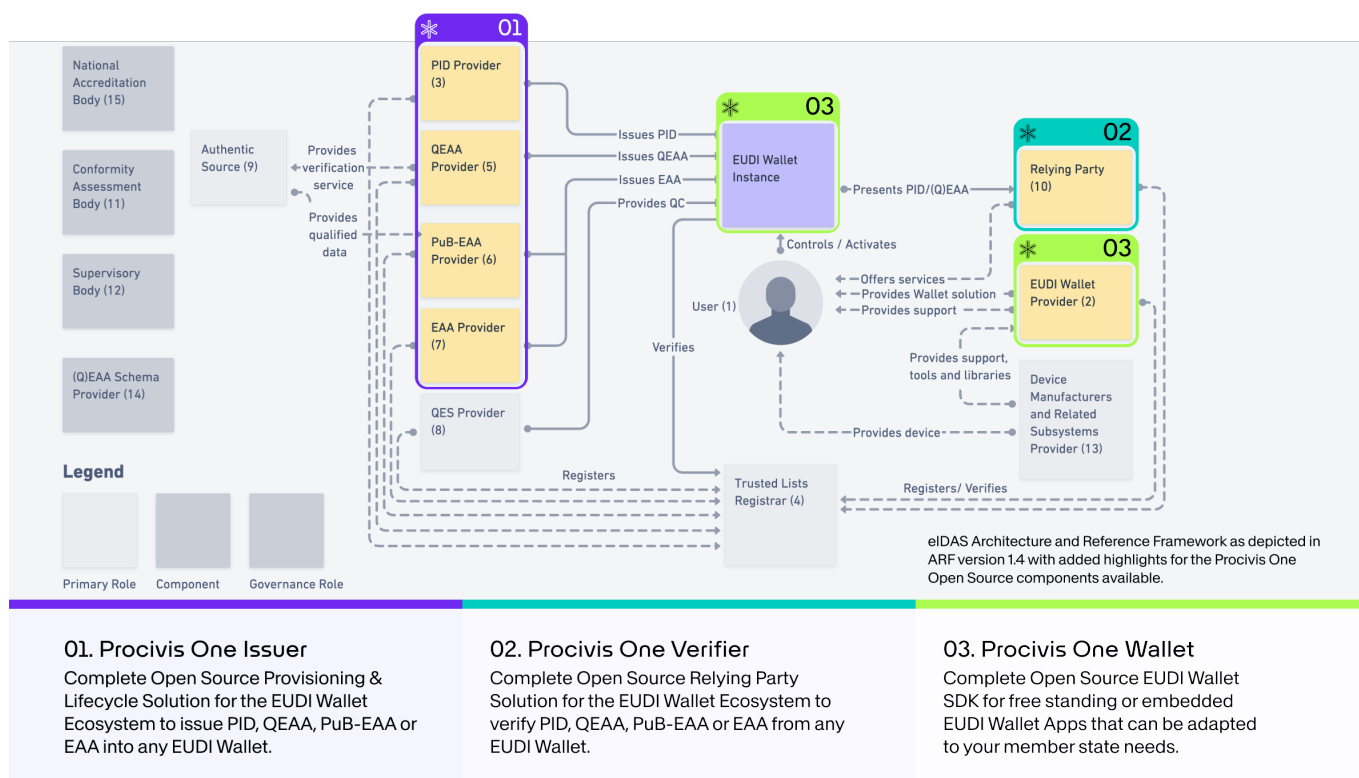 01
National
Accreditation
Body (15)
PID Provider
(3)
03
Authentic
Source (9)
Provides
verification
service
QEAA
Provider (5)
Issues PID
Issues QEAA
Issues EAA
Provides QC
EUDI Wallet
Instance
02
Relying Party
(10)
Presents PID/(Q)EAA
Conformity
Assessment
Body (11)
Provides
qualified
data
PuB-EAA
Provider (6)
Controls / Activates
03
EUDI Wallet
Provider (2)
Supervisory
Body (12)
User (1)
Offers services
Provides Wallet solution
Provides support
EAA Provider
(7)
Verifies
Provides support,
tools and libraries
(Q)EAA Schema
Provider (14)
Device
Manufacturers
and Related
Subsystems
Provider (13)
QES Provider
(8)
Provides device
Legend
Registers
Trusted Lists
Registrar (4)
Registers/ Verifies
Primary Role
Component
Governance Role
eIDAS Architecture and Reference Framework as depicted in
ARF version 1.4 with added highlights for the Procivis One
Open Source components available.
01. Procivis One Issuer
Complete Open Source Provisioning &
Lifecycle Solution for the EUDI Wallet
Ecosystem to issue PID, QEAA, PuB-EAA or
EAA into any EUDI Wallet.
02. Procivis One Verifier
Complete Open Source Relying Party
Solution for the EUDI Wallet Ecosystem to
verify PID, QEAA, PuB-EAA or EAA from any
EUDI Wallet.
03. Procivis One Wallet
Complete Open Source EUDI Wallet
SDK for free standing or embedded
EUDI Wallet Apps that can be adapted
to your member state needs.